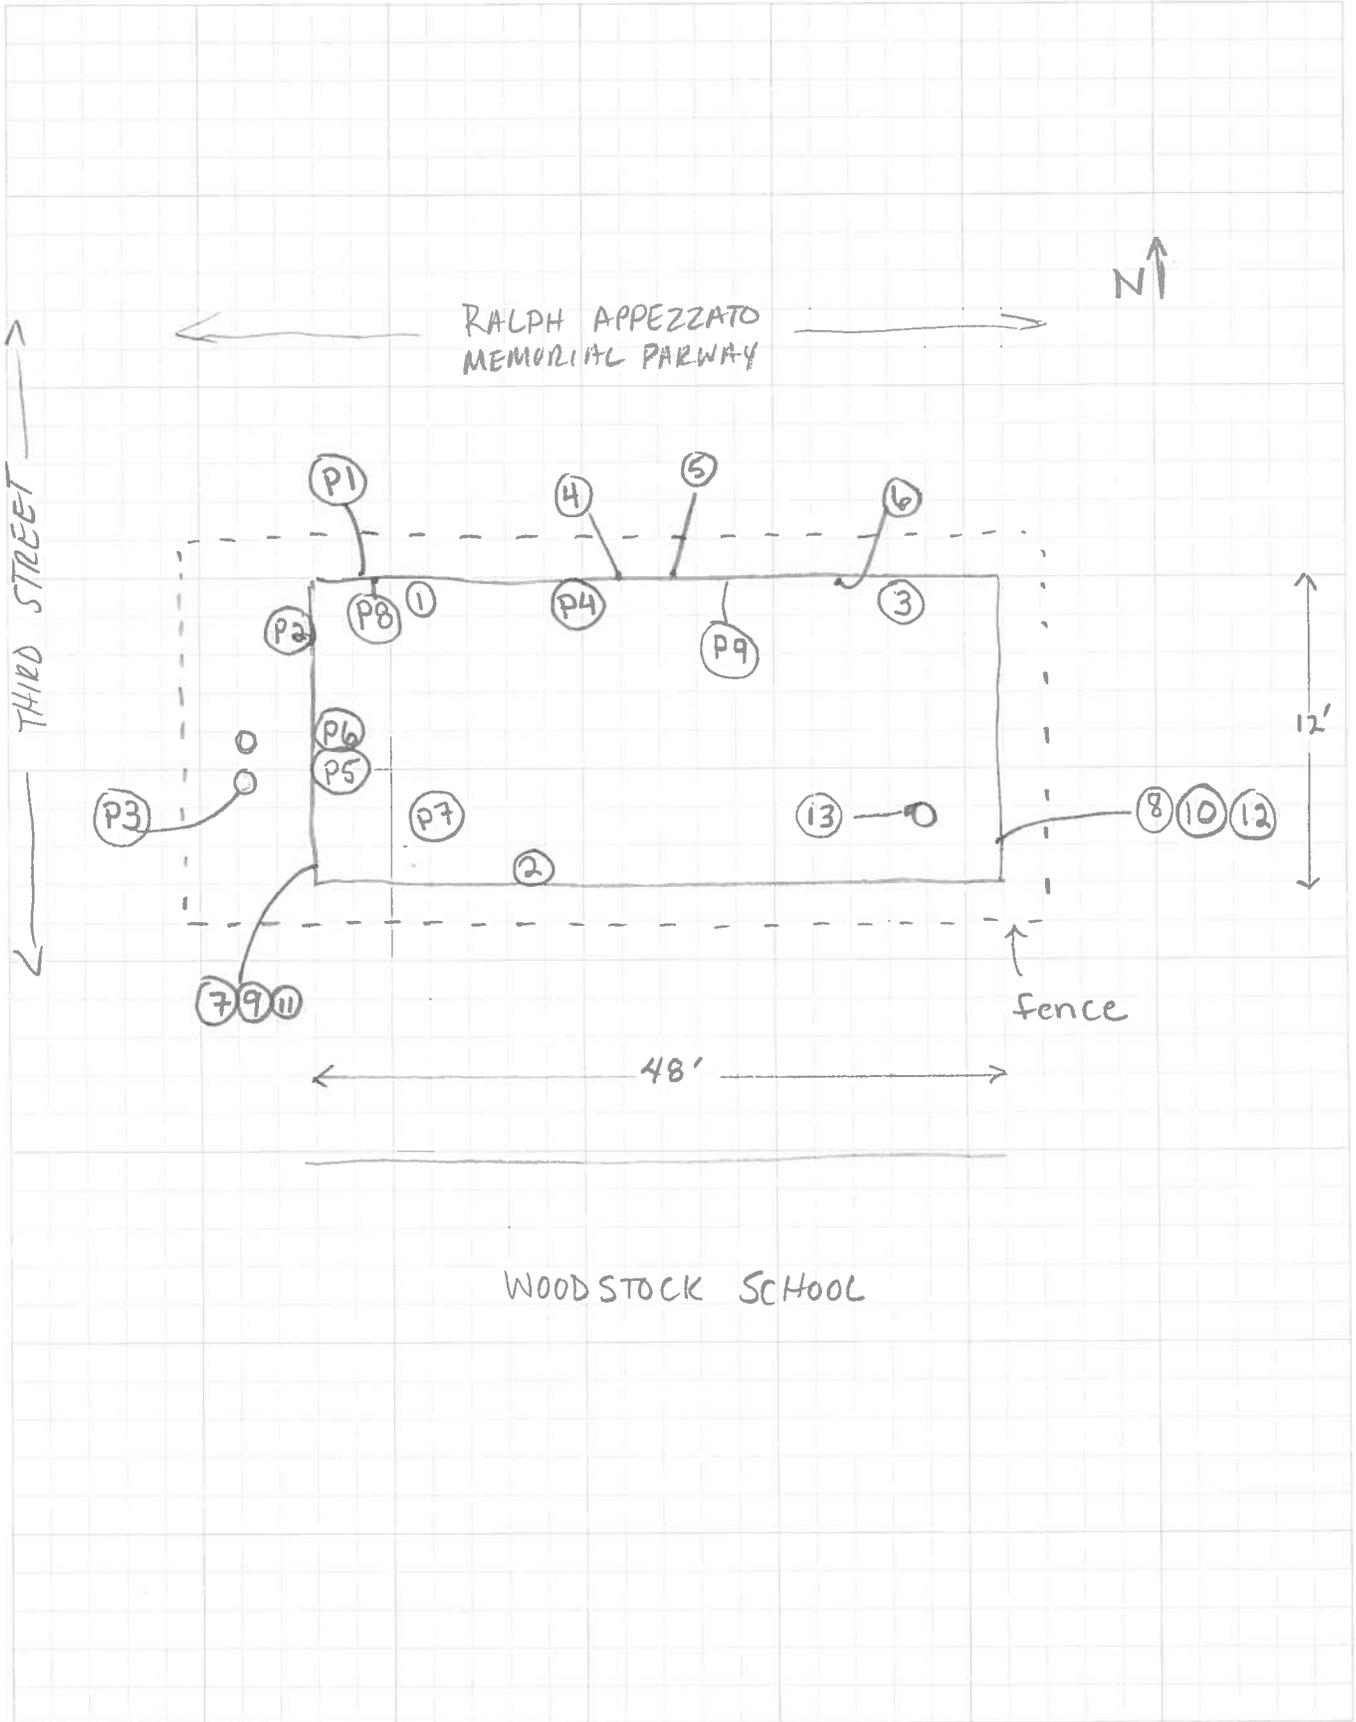 N
RALPH APPEZZATO
MEMORIAL PARWAY
THIRD STREET
P1
4
5
6
P2
P8
1
P4
P9
3
P6
P5
P3
P7
2
13
8 10 12
12'
7 9 11
fence
48'
WOODSTOCK SCHOOL